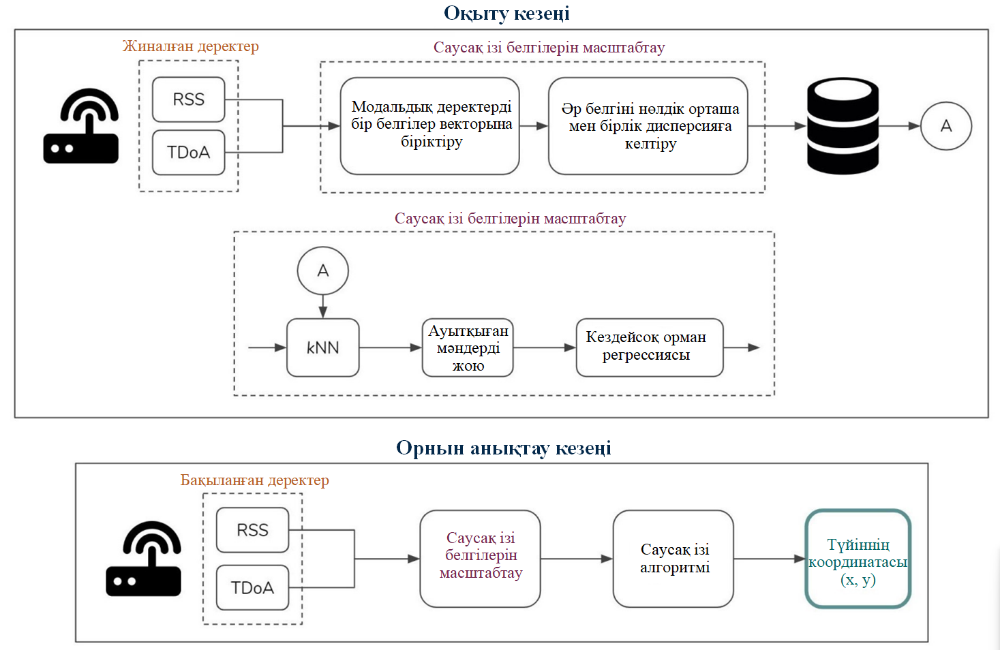 Оқыту кезеңі
Жиналған деректер
Саусақ ізі белгілерін масштабтау
RSS
TDoA
Модальдық деректерді
бір белгілер векторына
біріктіру
Әр белгіні нөлдік орташа
мен бірлік дисперсияға
келтіру
A
Саусақ ізі белгілерін масштабтау
A
kNN
Ауытқыған
мәндерді
жою
Кездейсоқ орман
регрессиясы
Орнын анықтау кезеңі
Бақыланған деректер
RSS
TDoA
Саусақ ізі
белгілерін
масштабтау
Саусақ ізі
алгоритмі
Түйіннің
координатасы
(x, y)